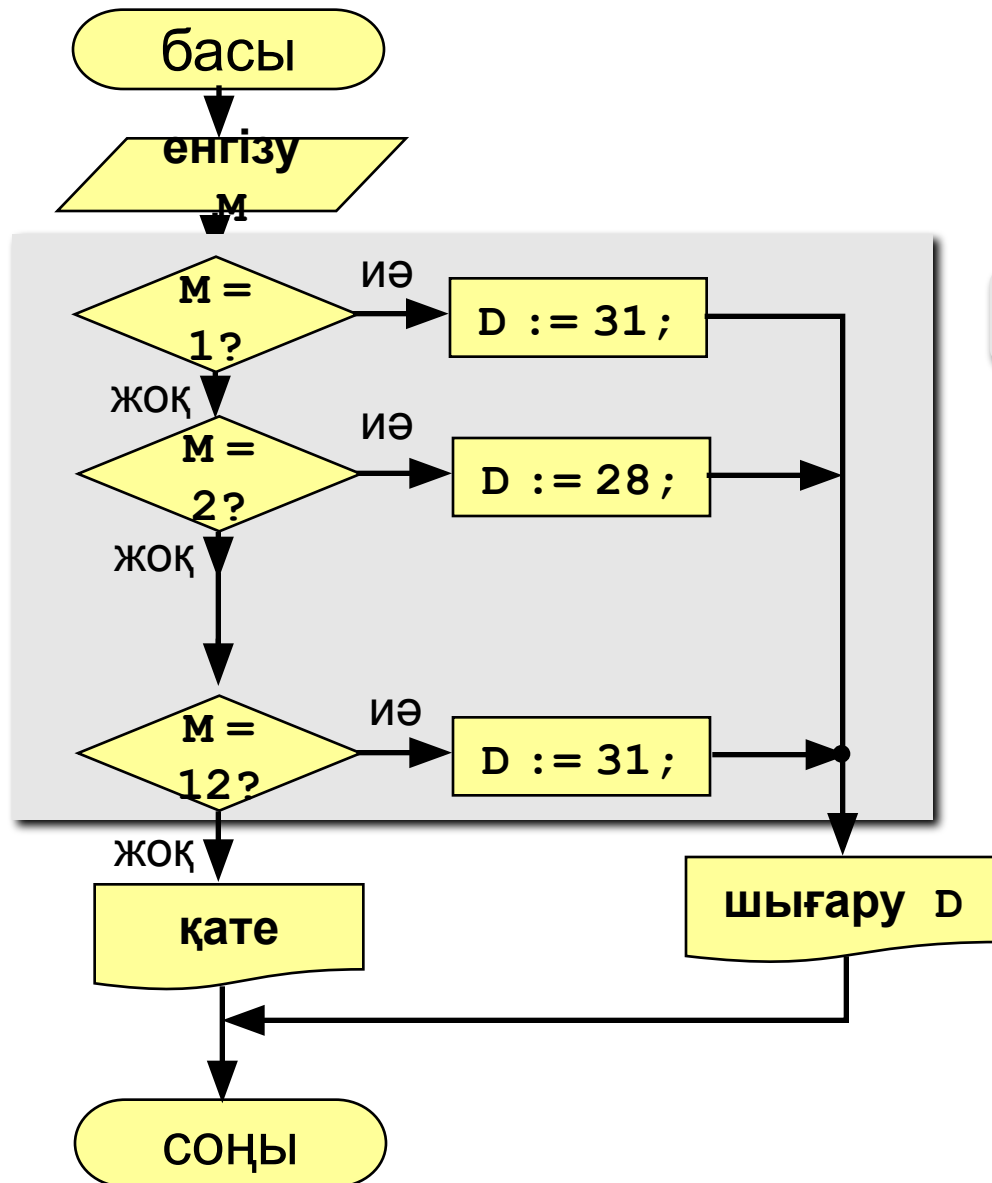 басы
енгізу
M
M =
1?
иә
D := 31;
жоқ
M =
2?
иә
D := 28;
жоқ
M =
12?
иә
D := 31;
жоқ
қате
шығару D
соңы